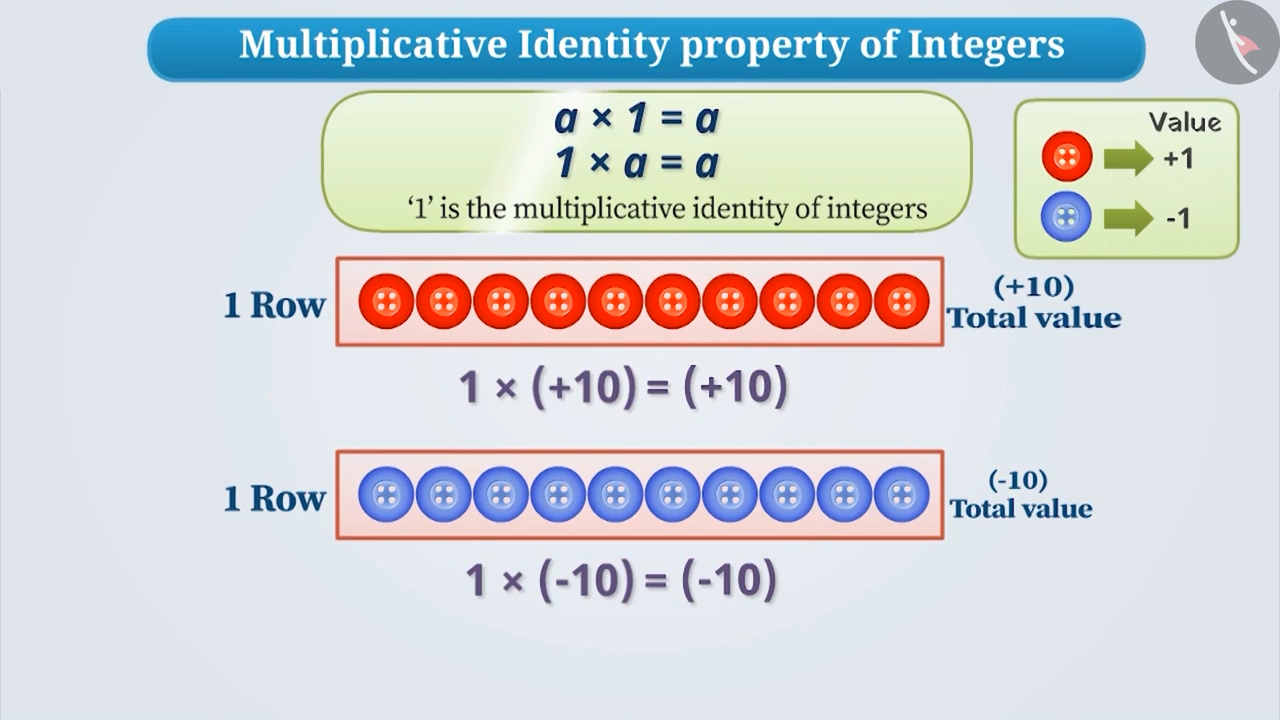 Multiplicative Identity property of Integers
a × 1 = a
1 × a = a
‘1’ is the multiplicative identity of integers
Value
+1
-1
1 Row
(+10)
Total value
1 × (+10) = (+10)
1 Row
(-10)
Total value
1 × (-10) = (-10)